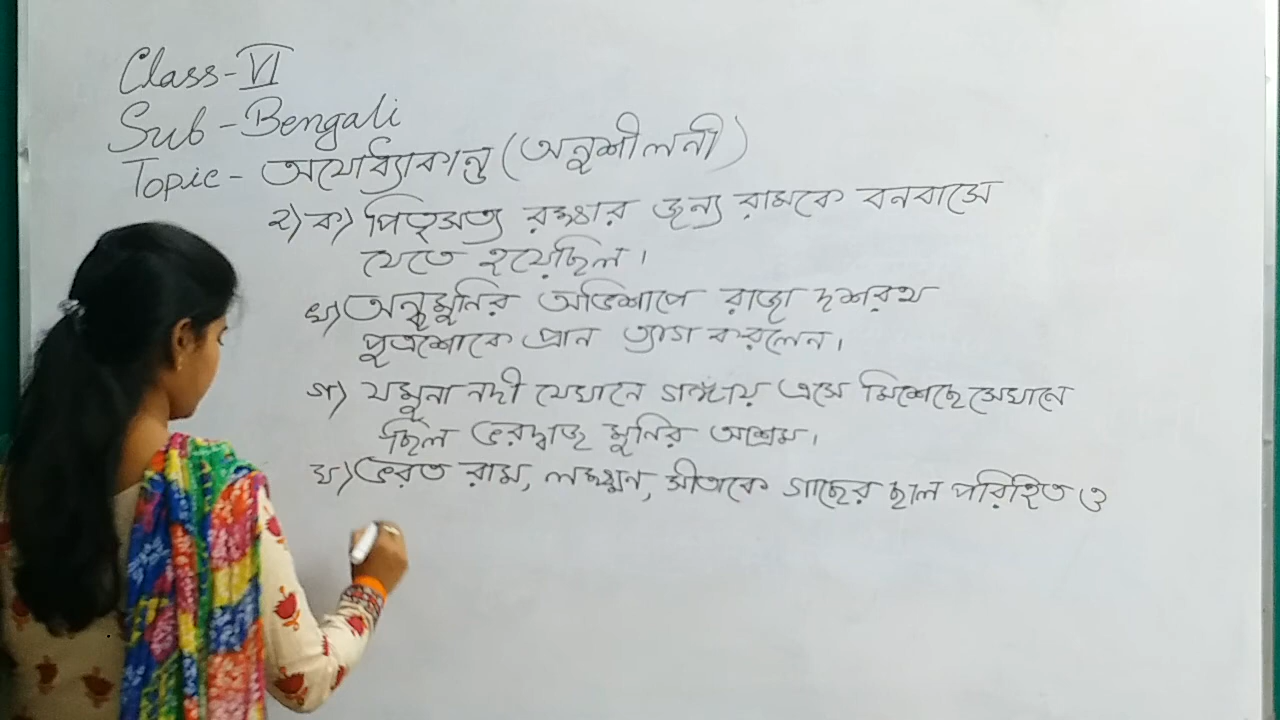 Class-VI
Sub-Bengali
Topic- অযোধ্যাকান্ড (অনুশীলনী)
২) ক) পিতৃসত্য রক্ষার জন্য রামকে বনবাসে
যেতে হয়েছিল।
খ) অন্ধমুনির অভিশাপে রাজা দশরথ
পুত্রশোকে প্রান ত্যাগ করলেন।
গ) যমুনা নদী যেখানে গঙ্গায় এসে মিশেছে সেখানে
ছিল ভরদ্বাজ মুনির আশ্রম।
ঘ) ভরত রাম, লক্ষ্মন, সীতাকে গাছের ছাল পরিহিত ও